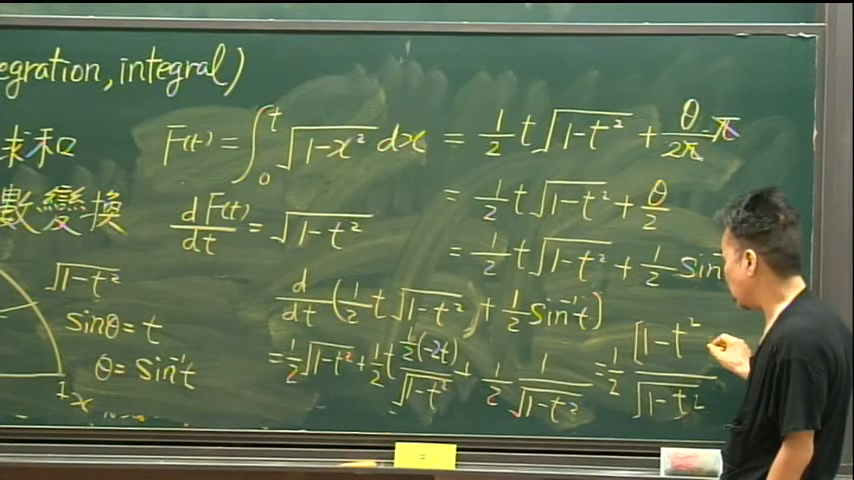 egration, integral)
求和
數變換
√(1-t²)
sinθ = t
θ = sin⁻¹t
1
x
F(t) = ∫₀ᵗ √(1-x²) dx = 1/2 t√(1-t²) + θ/2π · π
= 1/2 t√(1-t²) + θ/2
= 1/2 t√(1-t²) + 1/2 sin
dF(t)/dt = √(1-t²)
d/dt (1/2 t√(1-t²) + 1/2 sin⁻¹t)
= 1/2 √(1-t²) + 1/2 t (1/2(-2t))/√(1-t²) + 1/2 1/√(1-t²) = 1/2 [1-t²/√(1-t²)